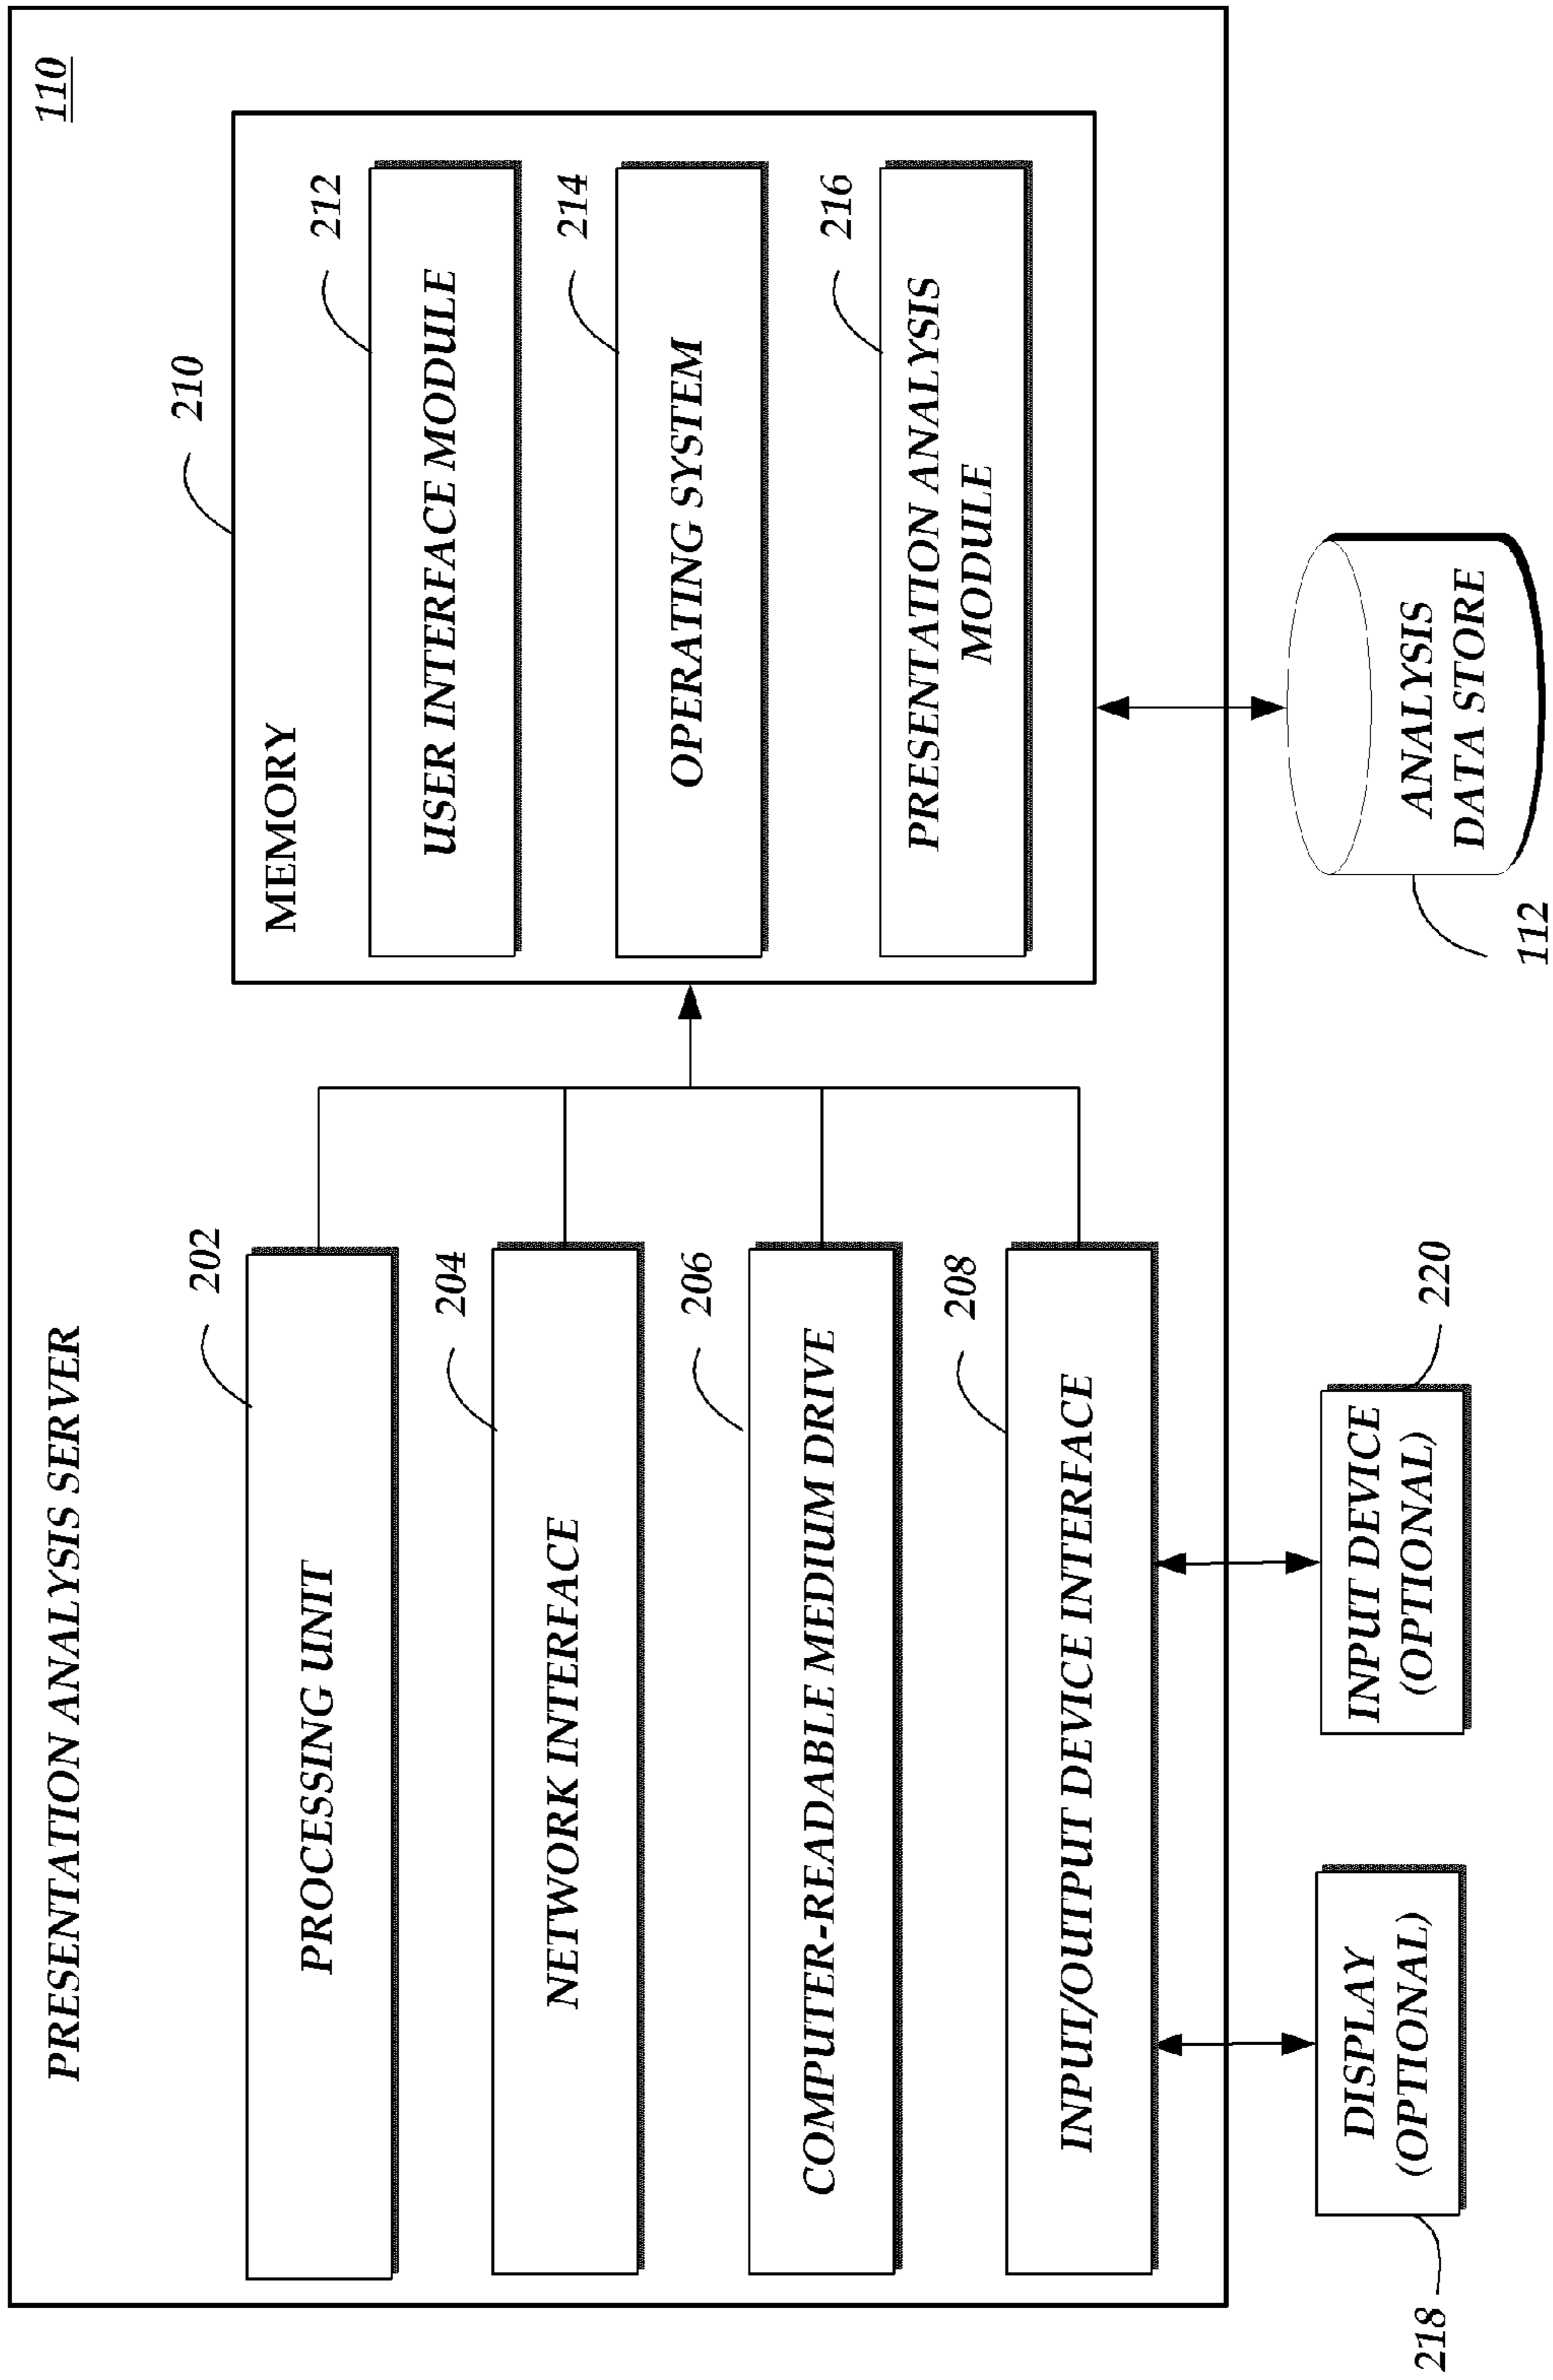 PRESENTATION ANALYSIS SERVER
110
202
PROCESSING UNIT
204
NETWORK INTERFACE
206
COMPUTER-READABLE MEDIUM DRIVE
208
INPUT/OUTPUT DEVICE INTERFACE
210
MEMORY
212
USER INTERFACE MODULE
214
OPERATING SYSTEM
216
PRESENTATION ANALYSIS
MODULE
218
DISPLAY
(OPTIONAL)
INPUT DEVICE
(OPTIONAL)
220
112
ANALYSIS
DATA STORE